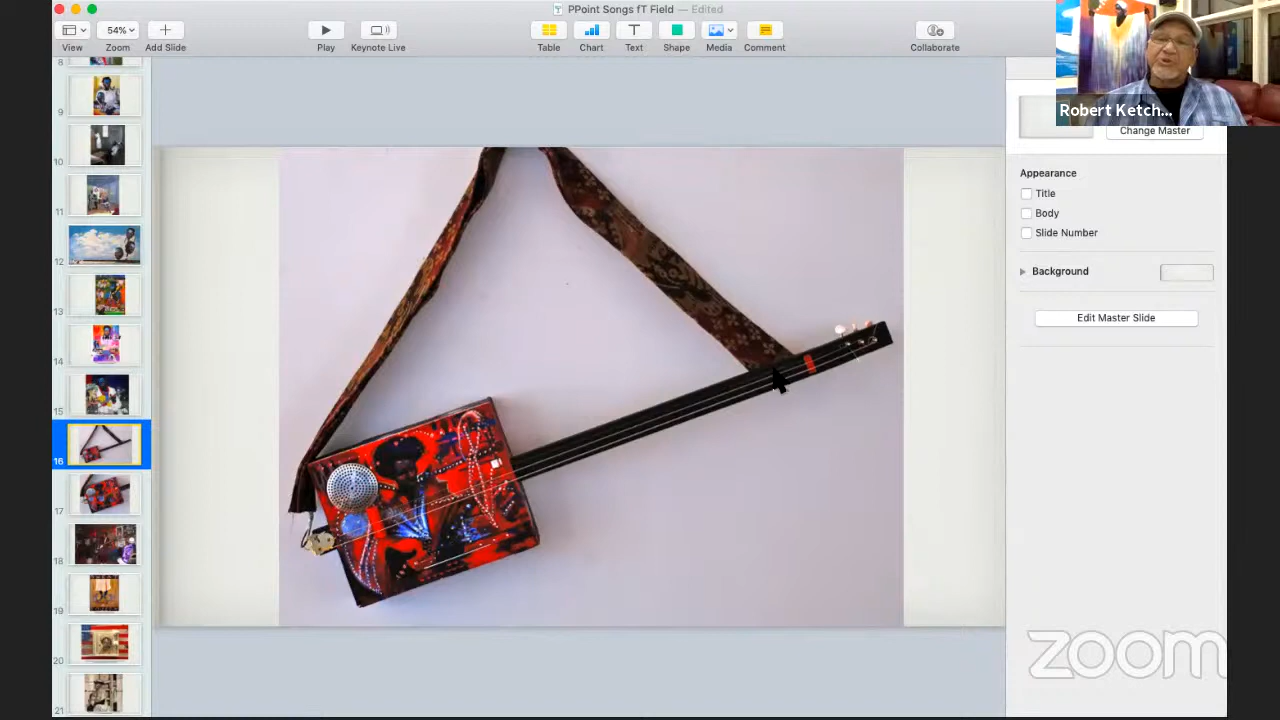 PPoint Songs fT Field — Edited
54%
View
Zoom
Add Slide
Play
Keynote Live
Table
Chart
Text
Shape
Media
Comment
Collaborate
Robert Ketch...
Change Master
Appearance
Title
Body
Slide Number
Background
Edit Master Slide
8
9
10
11
12
13
14
15
16
17
18
19
20
21
zoom